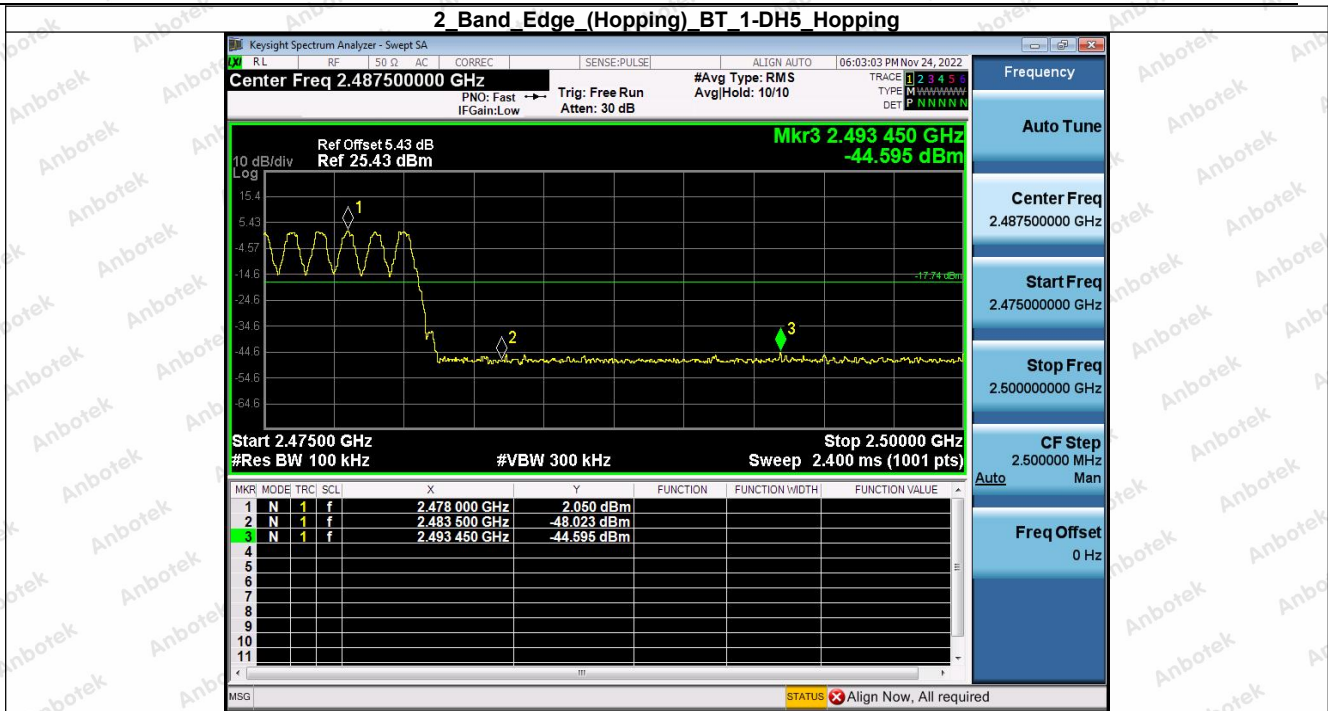 2_Band_Edge_(Hopping)_BT_1-DH5_Hopping
Keysight Spectrum Analyzer - Swept SA
LXI RL RF 50 Ω AC CORREC SENSE:PULSE ALIGN AUTO 06:03:03 PM Nov 24, 2022
Center Freq 2.487500000 GHz
#Avg Type: RMS
Avg|Hold: 10/10
TRACE 1 2 3 4 5 6
TYPE M WWWWW
DET P N N N N N
PNO: Fast
IFGain:Low
Trig: Free Run
Atten: 30 dB
Mkr3 2.493 450 GHz
-44.595 dBm
Ref Offset 5.43 dB
10 dB/div Ref 25.43 dBm
Log
15.4
5.43
-4.57
-14.6
-24.6
-34.6
-44.6
-54.6
-64.6
1
2
3
-17.74 dBm
Start 2.47500 GHz Stop 2.50000 GHz
#Res BW 100 kHz #VBW 300 kHz Sweep 2.400 ms (1001 pts)
MKR MODE TRC SCL X Y FUNCTION FUNCTION WIDTH FUNCTION VALUE
1 N 1 f 2.478 000 GHz 2.050 dBm
2 N 1 f 2.483 500 GHz -48.023 dBm
3 N 1 f 2.493 450 GHz -44.595 dBm
4
5
6
7
8
9
10
11
MSG STATUS Align Now, All required
Frequency
Auto Tune
Center Freq
2.487500000 GHz
Start Freq
2.475000000 GHz
Stop Freq
2.500000000 GHz
CF Step
2.500000 MHz
Auto Man
Freq Offset
0 Hz
Anbotek